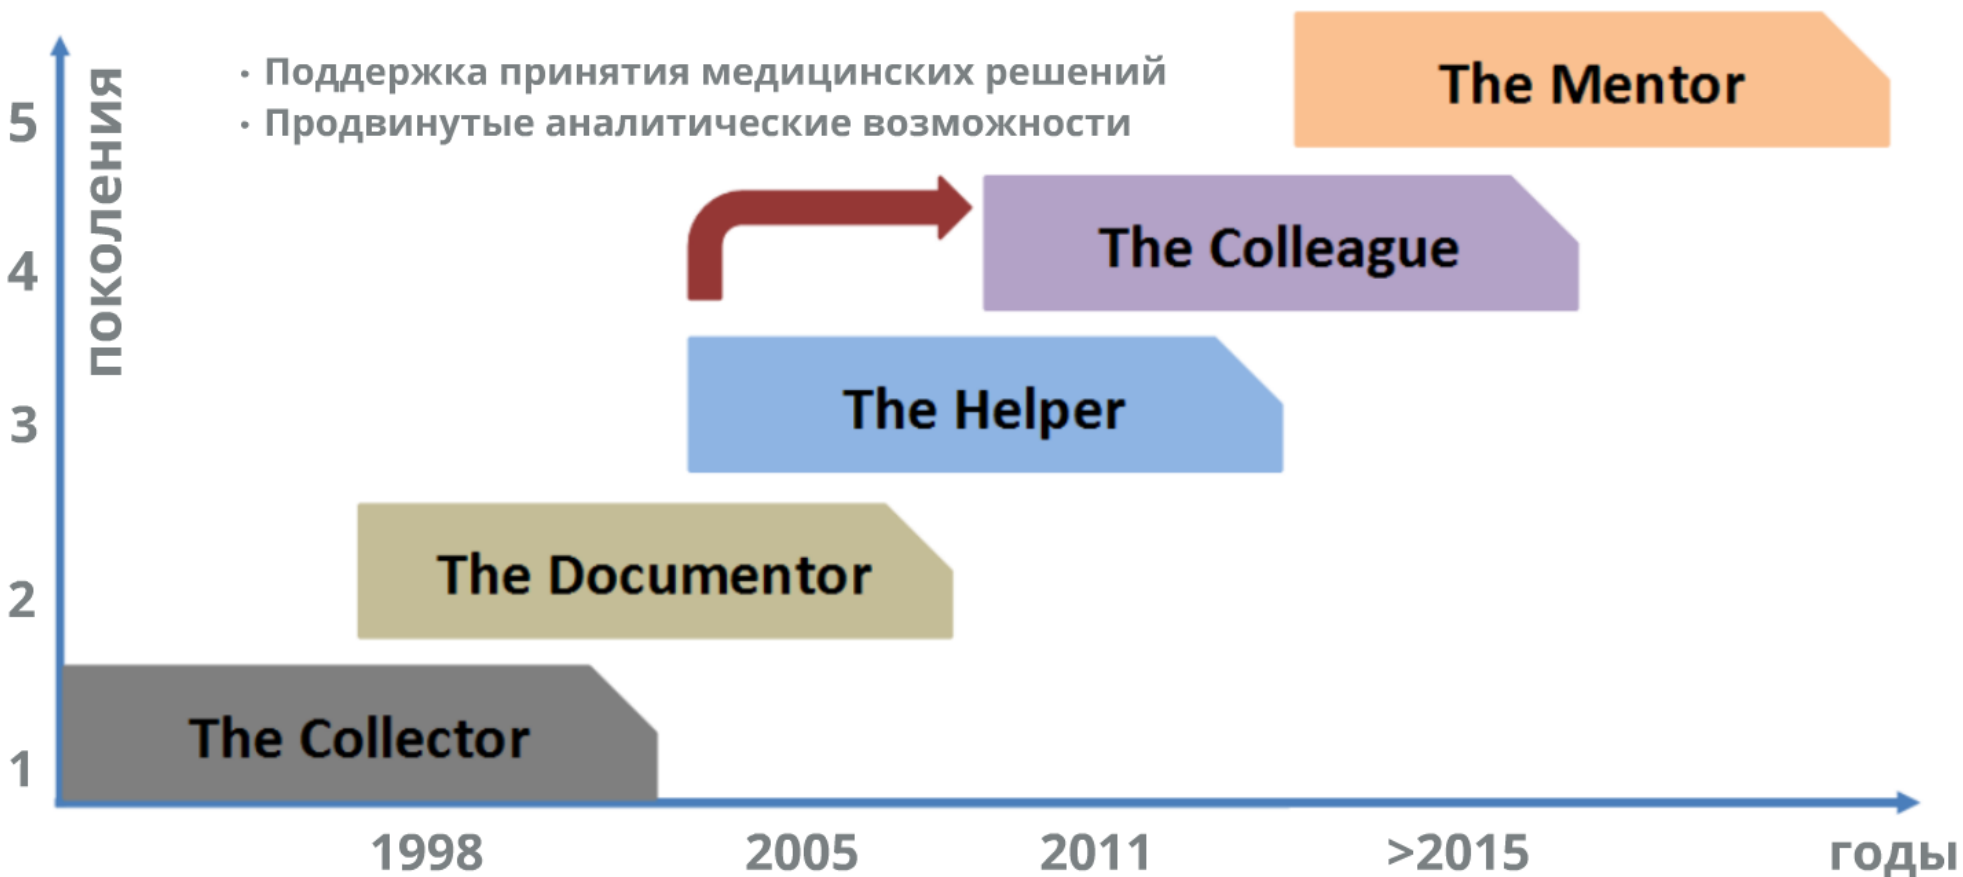 · Поддержка принятия медицинских решений
· Продвинутые аналитические возможности
поколения
5
The Mentor
4
The Colleague
3
The Helper
2
The Documentor
1
The Collector
1998 2005 2011 >2015 годы